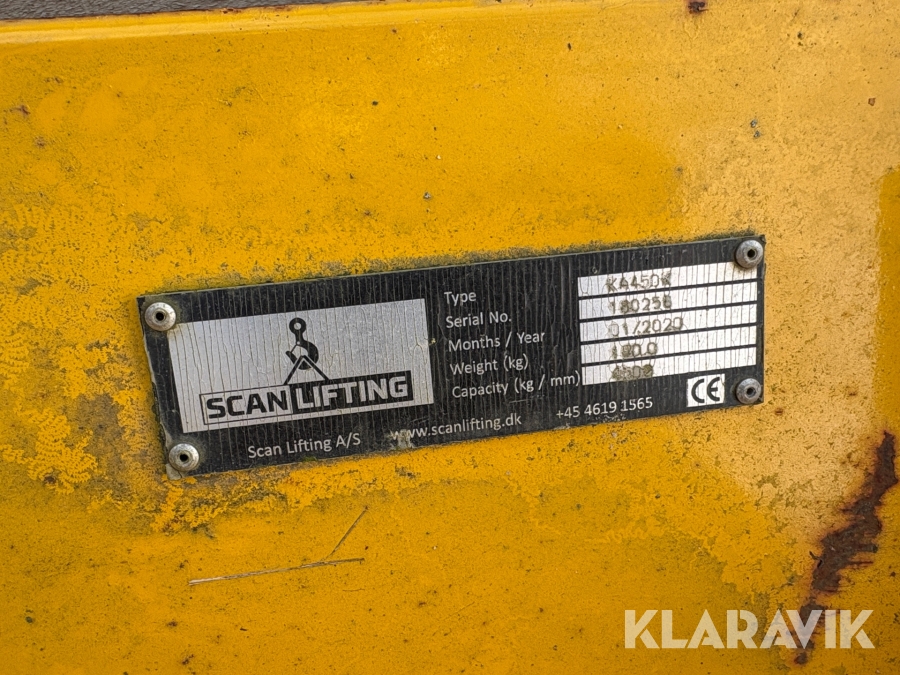 SCAN LIFTING
Scan Lifting A/S
www.scanlifting.dk
+45 4619 1565
Type KA450K
Serial No. 180256
Months / Year 01/2020
Weight (kg)
Capacity (kg / mm)
CE
KLARAVIK